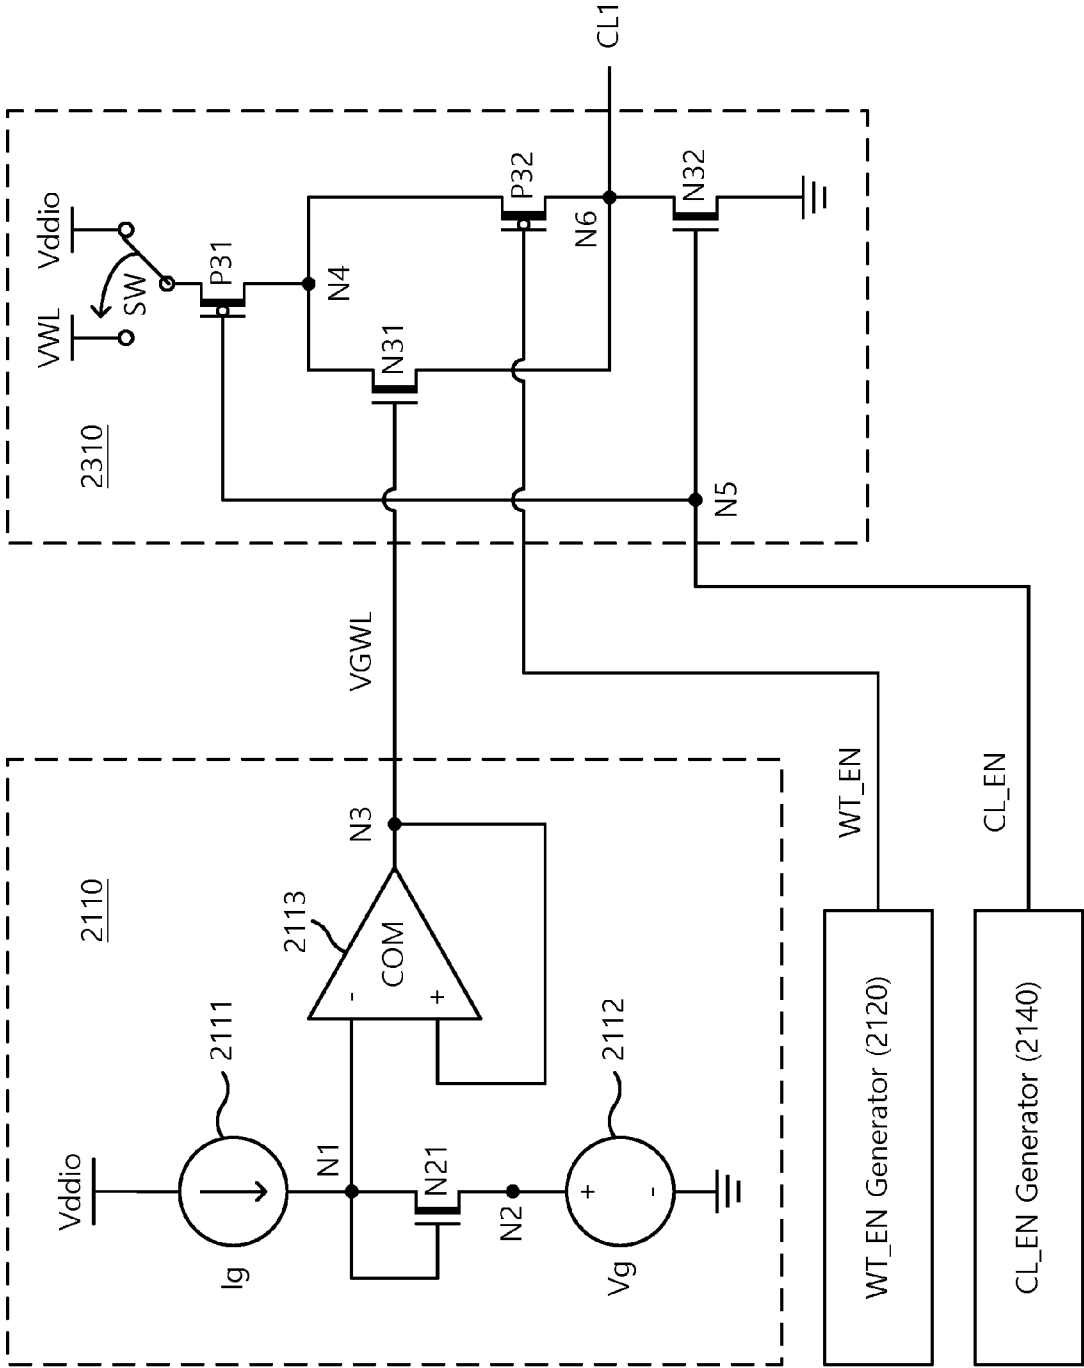 2110
Vddio
2111
Ig
N1
N21
N2
2112
Vg
+
-
2113
COM
-
+
N3
VGWL
2310
VWL
Vddio
SW
P31
N4
N31
P32
N6
CL1
N32
N5
WT_EN
CL_EN
WT_EN Generator (2120)
CL_EN Generator (2140)